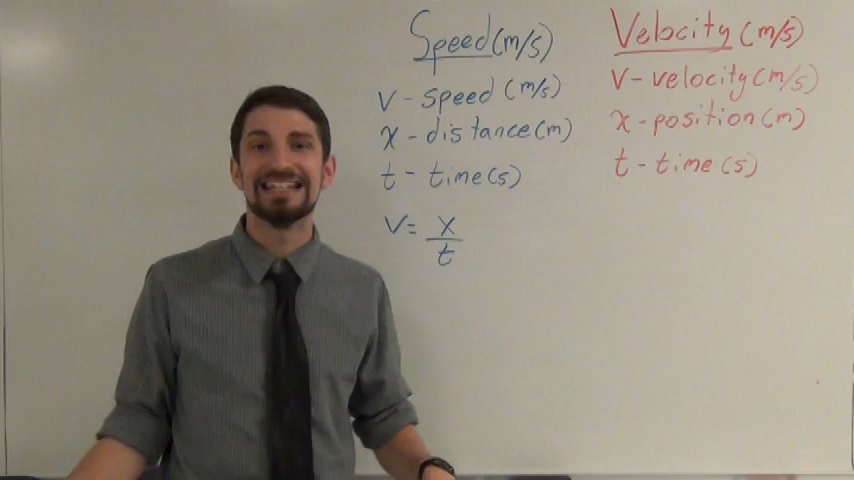 Speed (m/s)
v - speed (m/s)
x - distance (m)
t - time (s)
v = x/t
Velocity (m/s)
v - velocity (m/s)
x - position (m)
t - time (s)